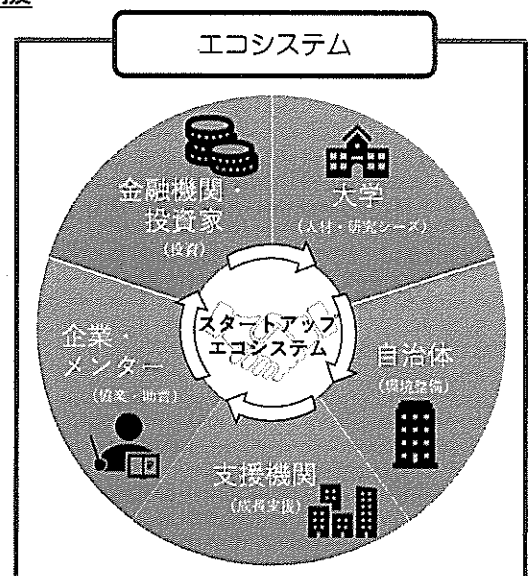 エコシステム
金融機関・
投資家
(投資)
大学
(人材・研究シーズ)
スタートアップ
エコシステム
企業・
メンター
(協業・助言)
自治体
(環境整備)
支援機関
(成長支援)